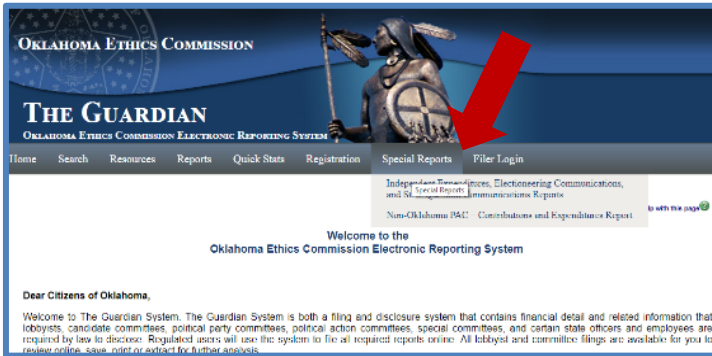 OKLAHOMA ETHICS COMMISSION
THE GUARDIAN
OKLAHOMA ETHICS COMMISSION ELECTRONIC REPORTING SYSTEM
Home Search Resources Reports Quick Stats Registration Special Reports Filer Login
Independent Expenditures, Electioneering Communications,
and Communications Reports
Special Reports
Non-Oklahoma PAC Contributions and Expenditures Report
lp with this page
Welcome to the
Oklahoma Ethics Commission Electronic Reporting System
Dear Citizens of Oklahoma,
Welcome to The Guardian System. The Guardian System is both a filing and disclosure system that contains financial detail and related information that
lobbyists, candidate committees, political party committees, political action committees, special committees, and certain state officers and employees are
required by law to disclose. Regulated users will use the system to file all required reports online. All lobbyist and committee filings are available for you to
review online, save, print or extract for further analysis.